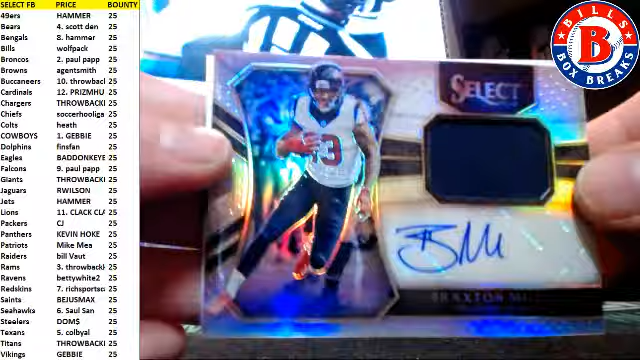 SELECT FB PRICE BOUNTY
49ers HAMMER 25
Bears 4. scott den 25
Bengals 8. hammer 25
Bills wolfpack 25
Broncos 2. paul papp 25
Browns agentsmith 25
Buccaneers 10. throwbacl 25
Cardinals 12. PRIZMHU 25
Chargers THROWBACKI 25
Chiefs soccerhooliga 25
Colts heath 25
COWBOYS 1. GEBBIE 25
Dolphins finsfan 25
Eagles BADDONKEYE 25
Falcons 9. paul papp 25
Giants THROWBACKI 25
Jaguars RWILSON 25
Jets HAMMER 25
Lions 11. CLACK CLA 25
Packers CJ 25
Panthers KEVIN HOKE 25
Patriots Mike Mea 25
Raiders bill Vaut 25
Rams 3. throwbackl 25
Ravens bettywhite2 25
Redskins 7. richsportsc 25
Saints BEJUSMAX 25
Seahawks 6. Saul San 25
Steelers DOM$ 25
Texans 5. colbyal 25
Titans THROWBACKI 25
Vikings GEBBIE 25
BILLS
B
BOX BREAKS
SELECT
13
BRAXTON